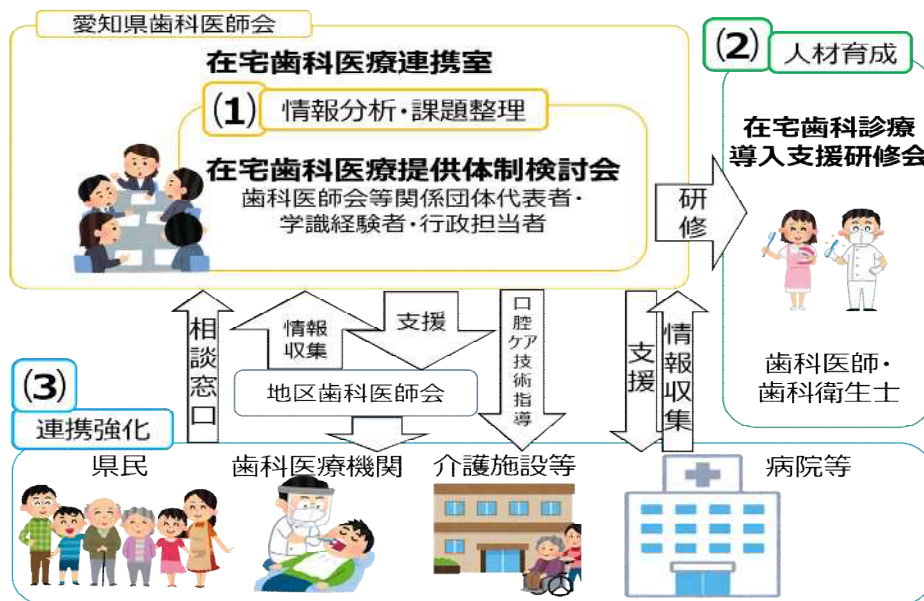 愛知県歯科医師会
在宅歯科医療連携室
(1)
情報分析・課題整理
在宅歯科医療提供体制検討会
歯科医師会等関係団体代表者・
学識経験者・行政担当者
研修
(2)
人材育成
在宅歯科診療
導入支援研修会
歯科医師・
歯科衛生士
相談窓口
情報
収集
支援
口腔ケア技術指導
支援
情報収集
地区歯科医師会
(3)
連携強化
県民
歯科医療機関
介護施設等
病院等